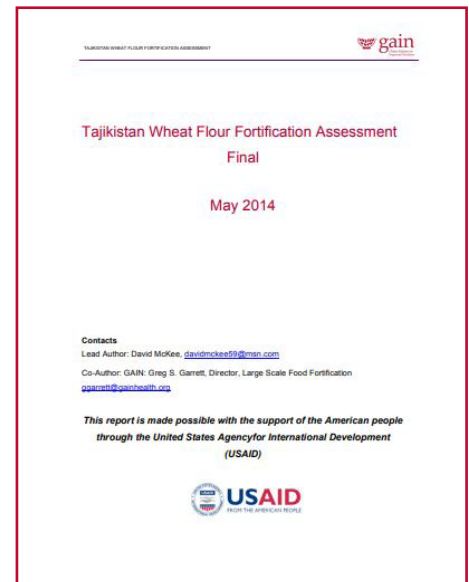 TAJIKISTAN WHEAT FLOUR FORTIFICATION ASSESSMENT
gain
Tajikistan Wheat Flour Fortification Assessment
Final
May 2014
Contacts
Lead Author: David McKee, davidmckee59@msn.com
Co-Author: GAIN: Greg S. Garrett, Director, Large Scale Food Fortification
ggarrett@gainhealth.org
This report is made possible with the support of the American people
through the United States Agencyfor International Development
(USAID)
USAID
FROM THE AMERICAN PEOPLE